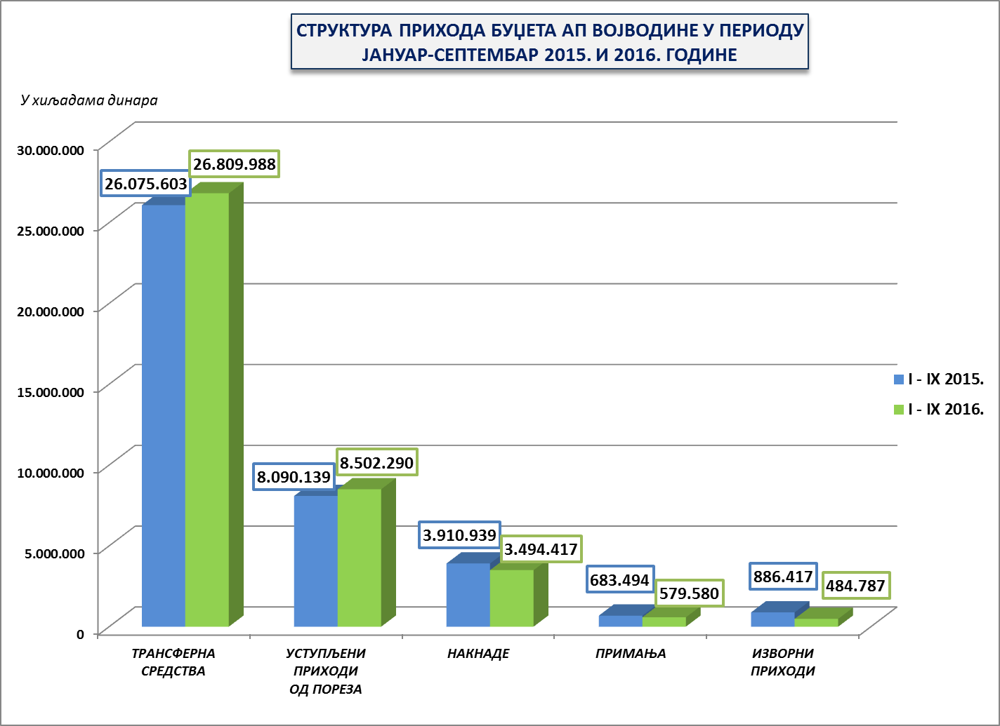 СТРУКТУРА ПРИХОДА БУЏЕТА АП ВОЈВОДИНЕ У ПЕРИОДУ
ЈАНУАР-СЕПТЕМБАР 2015. И 2016. ГОДИНЕ
У хиљадама динара
30.000.000
25.000.000
20.000.000
15.000.000
10.000.000
5.000.000
0
26.075.603
26.809.988
8.090.139
8.502.290
3.910.939
3.494.417
683.494
579.580
886.417
484.787
I - IX 2015.
I - IX 2016.
ТРАНСФЕРНА
СРЕДСТВА
УСТУПЉЕНИ
ПРИХОДИ
ОД ПОРЕЗА
НАКНАДЕ
ПРИМАЊА
ИЗВОРНИ
ПРИХОДИ